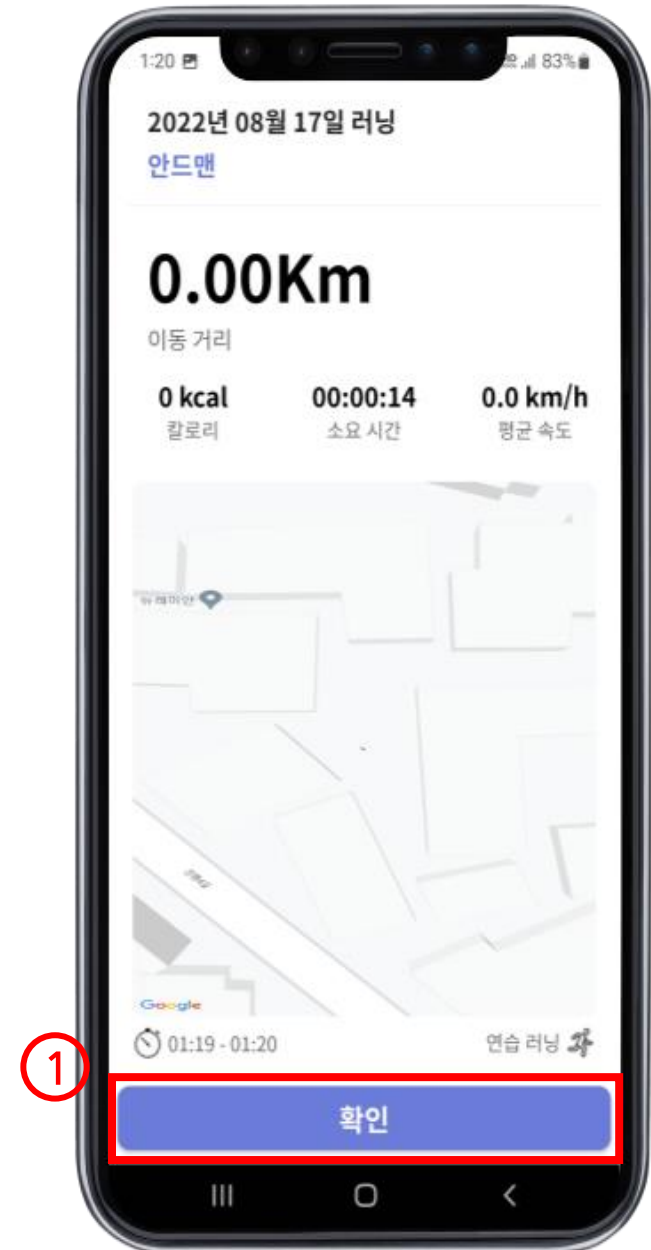 1:20 83%
2022년 08월 17일 러닝
안드맨
0.00Km
이동 거리
0 kcal 00:00:14 0.0 km/h
칼로리 소요 시간 평균 속도
Google
01:19 - 01:20 연습 러닝
1
확인